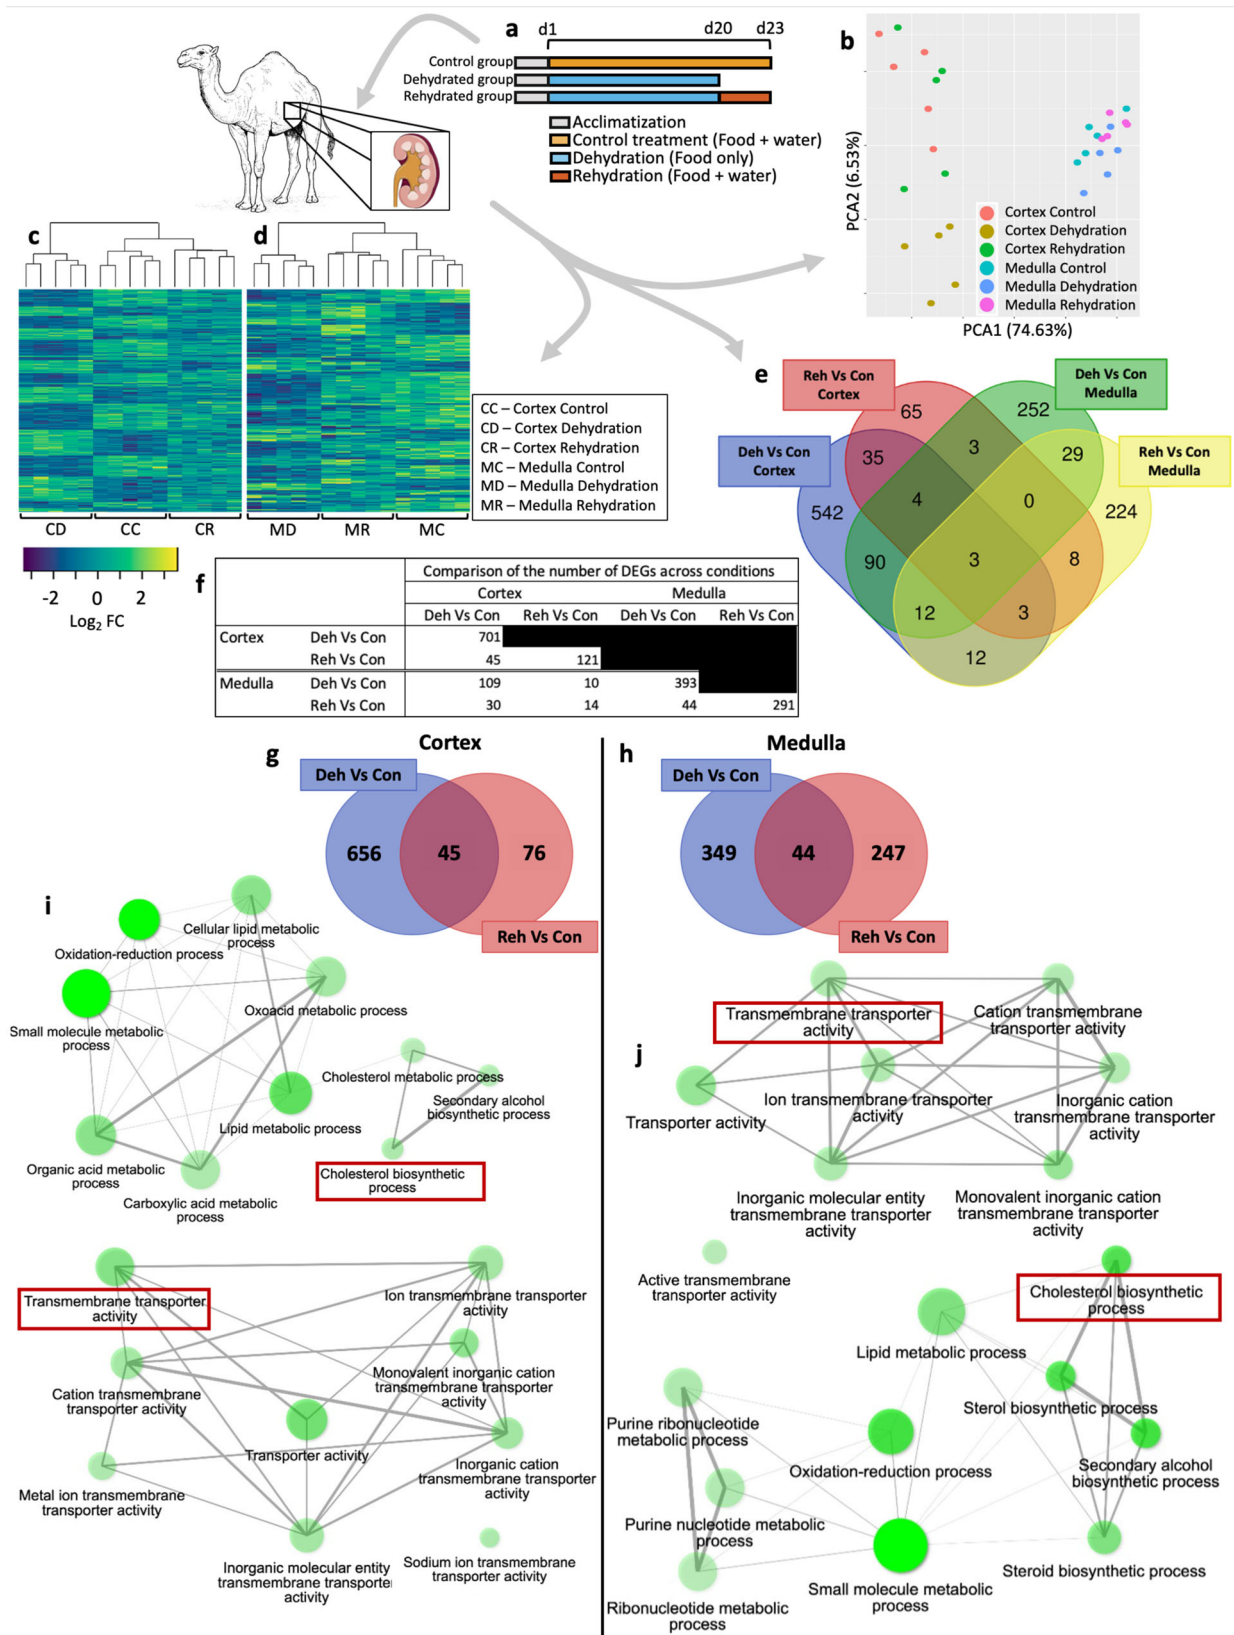 a
d1
d20
d23
Control group
Dehydrated group
Rehydrated group
Acclimatization
Control treatment (Food + water)
Dehydration (Food only)
Rehydration (Food + water)
b
PCA2 (6.53%)
Cortex Control
Cortex Dehydration
Cortex Rehydration
Medulla Control
Medulla Dehydration
Medulla Rehydration
PCA1 (74.63%)
c
d
CD
CC
CR
MD
MR
MC
-2
0
2
Log2 FC
CC – Cortex Control
CD – Cortex Dehydration
CR – Cortex Rehydration
MC – Medulla Control
MD – Medulla Dehydration
MR – Medulla Rehydration
e
Reh Vs Con
Cortex
Deh Vs Con
Medulla
Deh Vs Con
Cortex
Reh Vs Con
Medulla
65
252
3
35
29
4
0
542
224
90
3
8
12
3
12
f
Comparison of the number of DEGs across conditions
Cortex Medulla
Deh Vs Con Reh Vs Con Deh Vs Con Reh Vs Con
Cortex Deh Vs Con 701
Reh Vs Con 45 121
Medulla Deh Vs Con 109 10 393
Reh Vs Con 30 14 44 291
g
Cortex
Deh Vs Con
656
45
76
Reh Vs Con
h
Medulla
Deh Vs Con
349
44
247
Reh Vs Con
i
Cellular lipid metabolic
process
Oxidation-reduction process
Oxoacid metabolic process
Small molecule metabolic
process
Cholesterol metabolic process
Secondary alcohol
biosynthetic process
Lipid metabolic process
Organic acid metabolic
process
Cholesterol biosynthetic
process
Carboxylic acid metabolic
process
Transmembrane transporter
activity
Ion transmembrane transporter
activity
Monovalent inorganic cation
transmembrane transporter
activity
Cation transmembrane
transporter activity
Transporter activity
Inorganic cation
transmembrane transporter
activity
Metal ion transmembrane
transporter activity
Inorganic molecular entity
transmembrane transporte
activity
Sodium ion transmembrane
transporter activity
j
Transmembrane transporter
activity
Cation transmembrane
transporter activity
Ion transmembrane transporter
activity
Transporter activity
Inorganic cation
transmembrane transporter
activity
Inorganic molecular entity
transmembrane transporter
activity
Monovalent inorganic cation
transmembrane transporter
activity
Active transmembrane
transporter activity
Cholesterol biosynthetic
process
Lipid metabolic process
Sterol biosynthetic process
Purine ribonucleotide
metabolic process
Oxidation-reduction process
Secondary alcohol
biosynthetic process
Purine nucleotide metabolic
process
Steroid biosynthetic process
Small molecule metabolic
process
Ribonucleotide metabolic
process